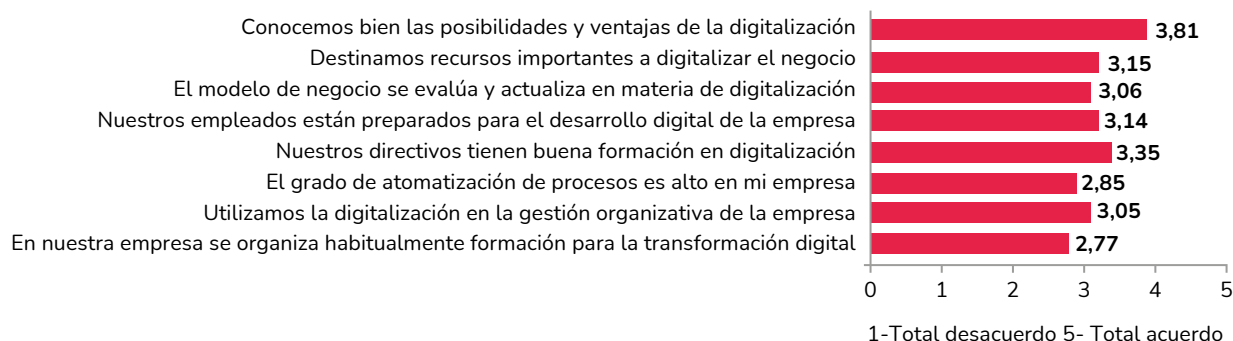 Conocemos bien las posibilidades y ventajas de la digitalización 3,81
Destinamos recursos importantes a digitalizar el negocio 3,15
El modelo de negocio se evalúa y actualiza en materia de digitalización 3,06
Nuestros empleados están preparados para el desarrollo digital de la empresa 3,14
Nuestros directivos tienen buena formación en digitalización 3,35
El grado de atomatización de procesos es alto en mi empresa 2,85
Utilizamos la digitalización en la gestión organizativa de la empresa 3,05
En nuestra empresa se organiza habitualmente formación para la transformación digital 2,77
0 1 2 3 4 5
1-Total desacuerdo 5- Total acuerdo